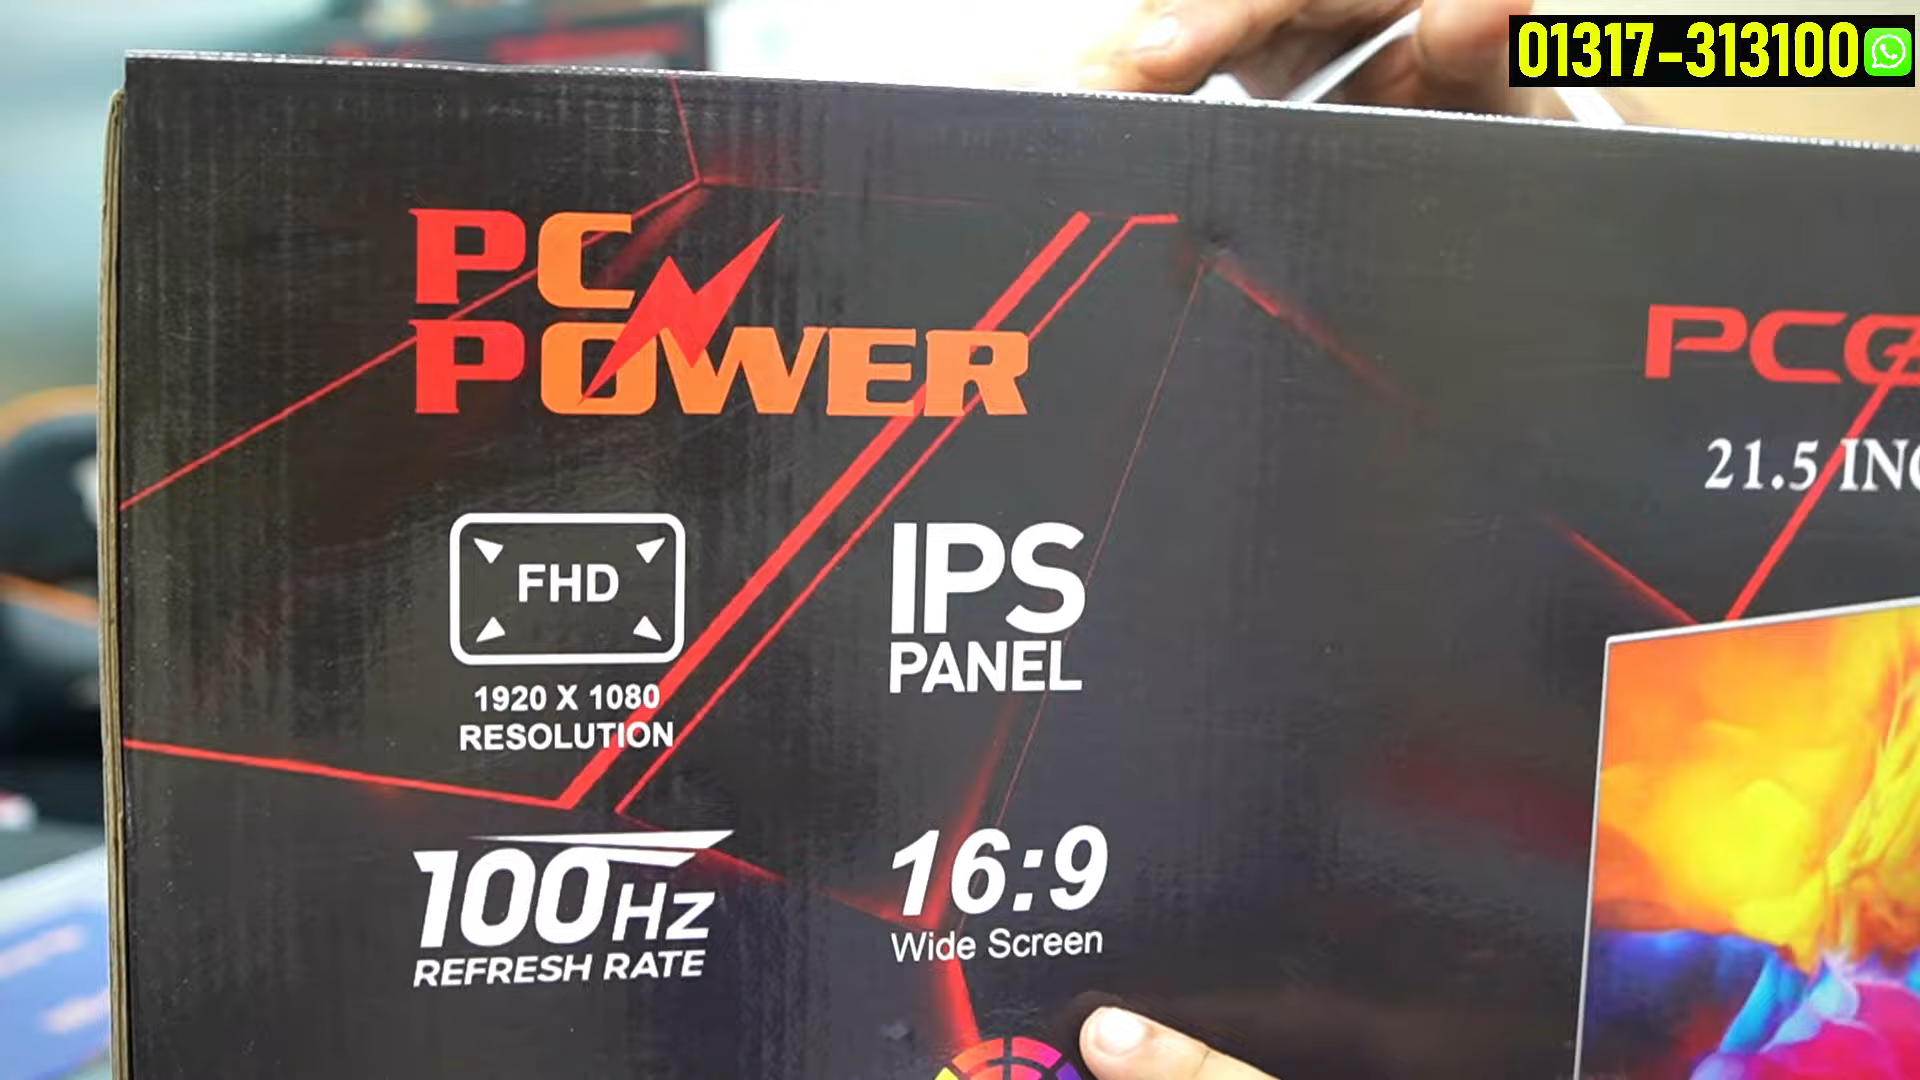 01317-313100
PC
POWER
PC
21.5
FHD
1920 X 1080
RESOLUTION
IPS
PANEL
100HZ
REFRESH RATE
16:9
Wide Screen